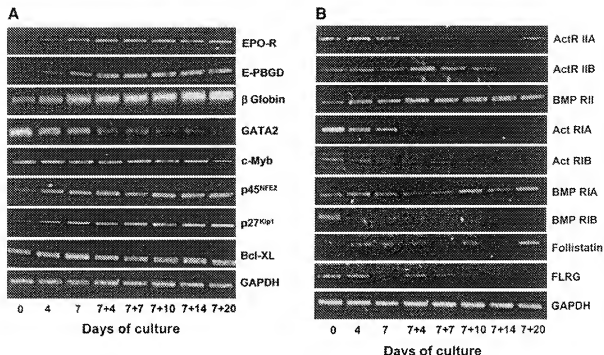 A
EPO-R
E-PBGD
β Globin
GATA2
c-Myb
p45NFE2
p27Kip1
Bcl-XL
GAPDH
0 4 7 7+4 7+7 7+10 7+14 7+20
Days of culture
B
ActR IIA
ActR IIB
BMP RII
Act RIA
Act RIB
BMP RIA
BMP RIB
Follistatin
FLRG
GAPDH
0 4 7 7+4 7+7 7+10 7+14 7+20
Days of culture